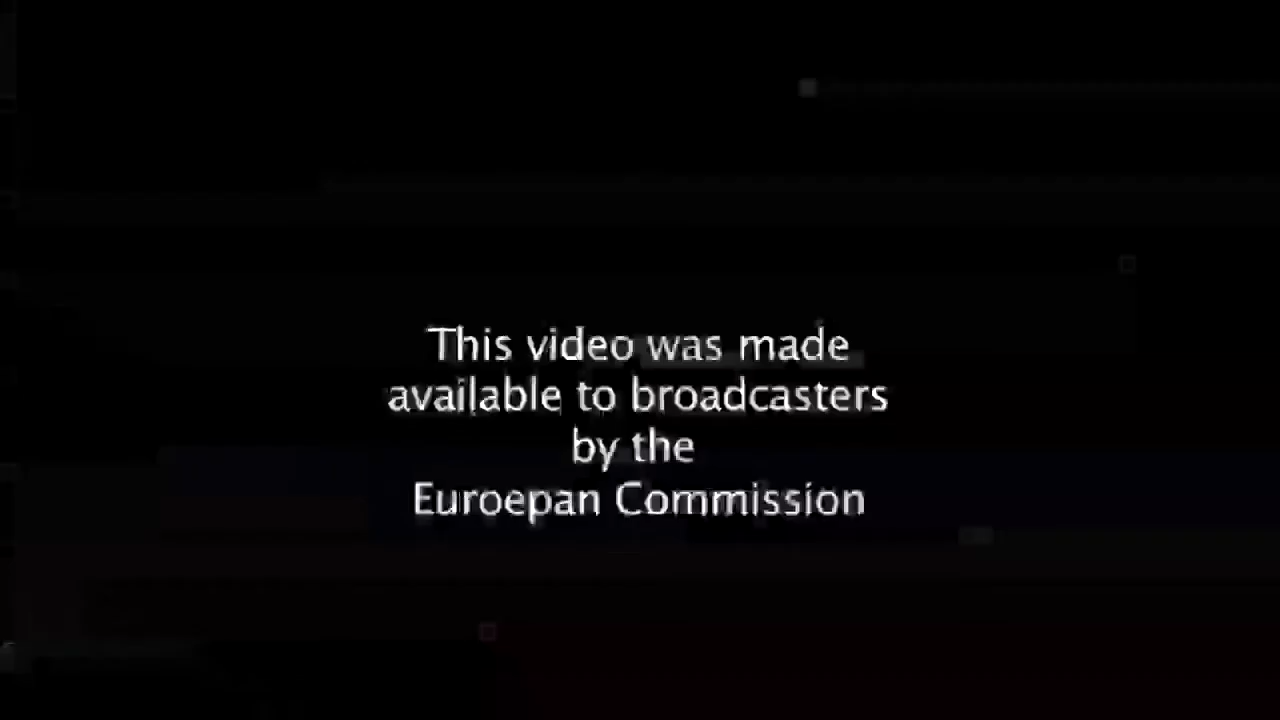 This video was made
available to broadcasters
by the
Euroepan Commission